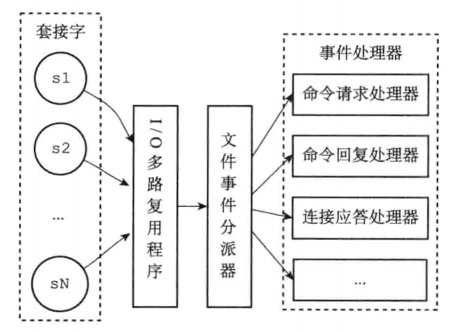 套接字
s1
s2
...
sN
I/O多路复用程序
文件事件分派器
事件处理器
命令请求处理器
命令回复处理器
连接应答处理器
...